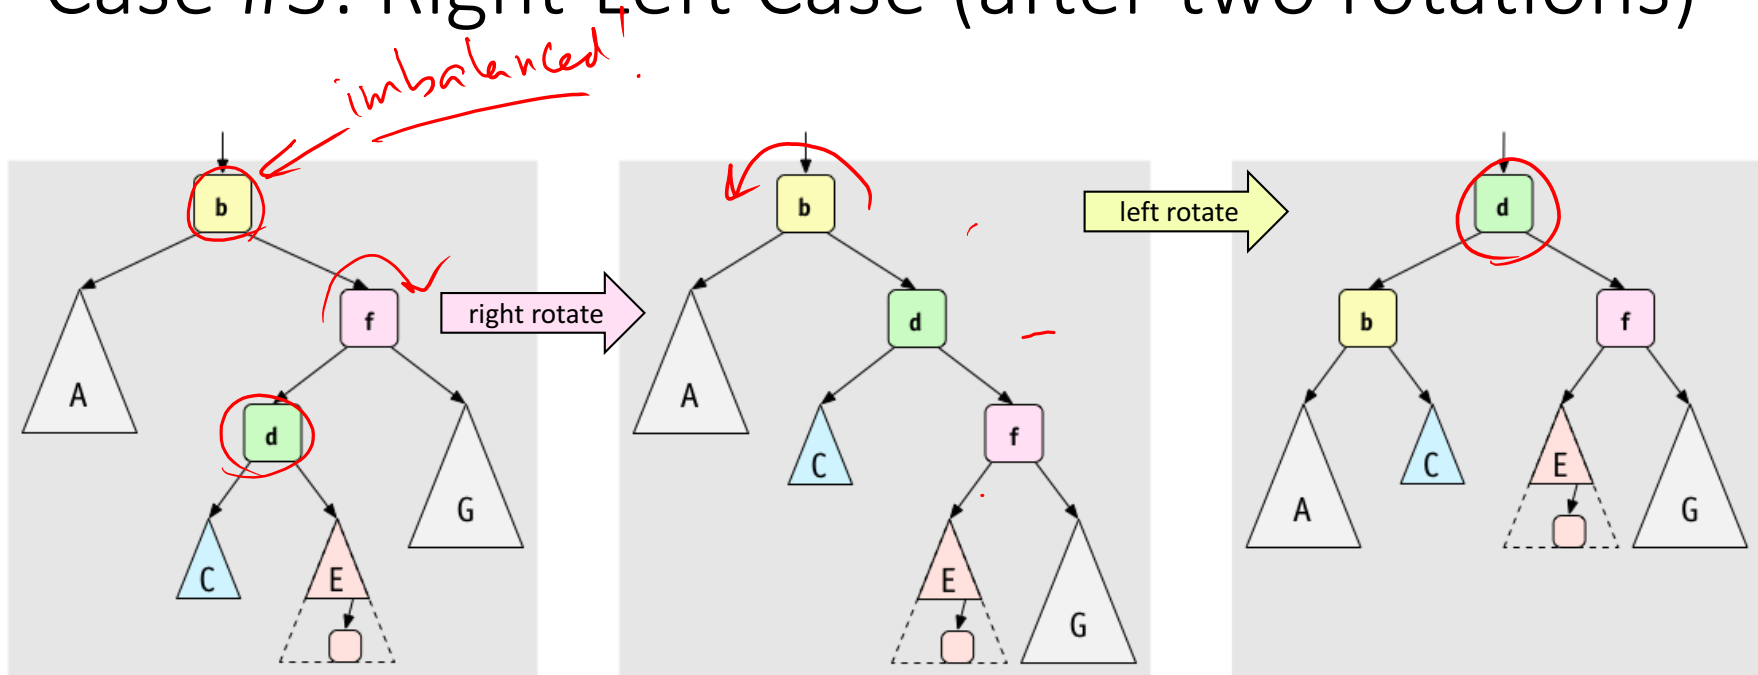 Case #3: Right-Left Case (after two rotations)
imbalanced!
b
b
left rotate
d
f
right rotate
d
b
f
A
A
d
f
C
E
G
C
A
C
E
G
E
G